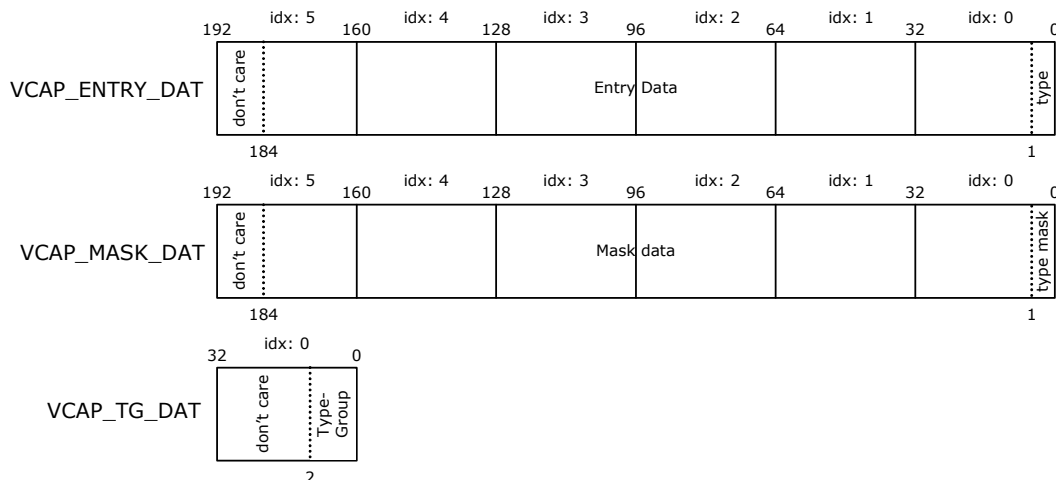 idx: 5 idx: 4 idx: 3 idx: 2 idx: 1 idx: 0
192 160 128 96 64 32 0
VCAP_ENTRY_DAT don't care Entry Data type
184 1
idx: 5 idx: 4 idx: 3 idx: 2 idx: 1 idx: 0
192 160 128 96 64 32 0
VCAP_MASK_DAT don't care Mask data type mask
184 1
idx: 0
32 0
VCAP_TG_DAT don't care Type-
Group
2